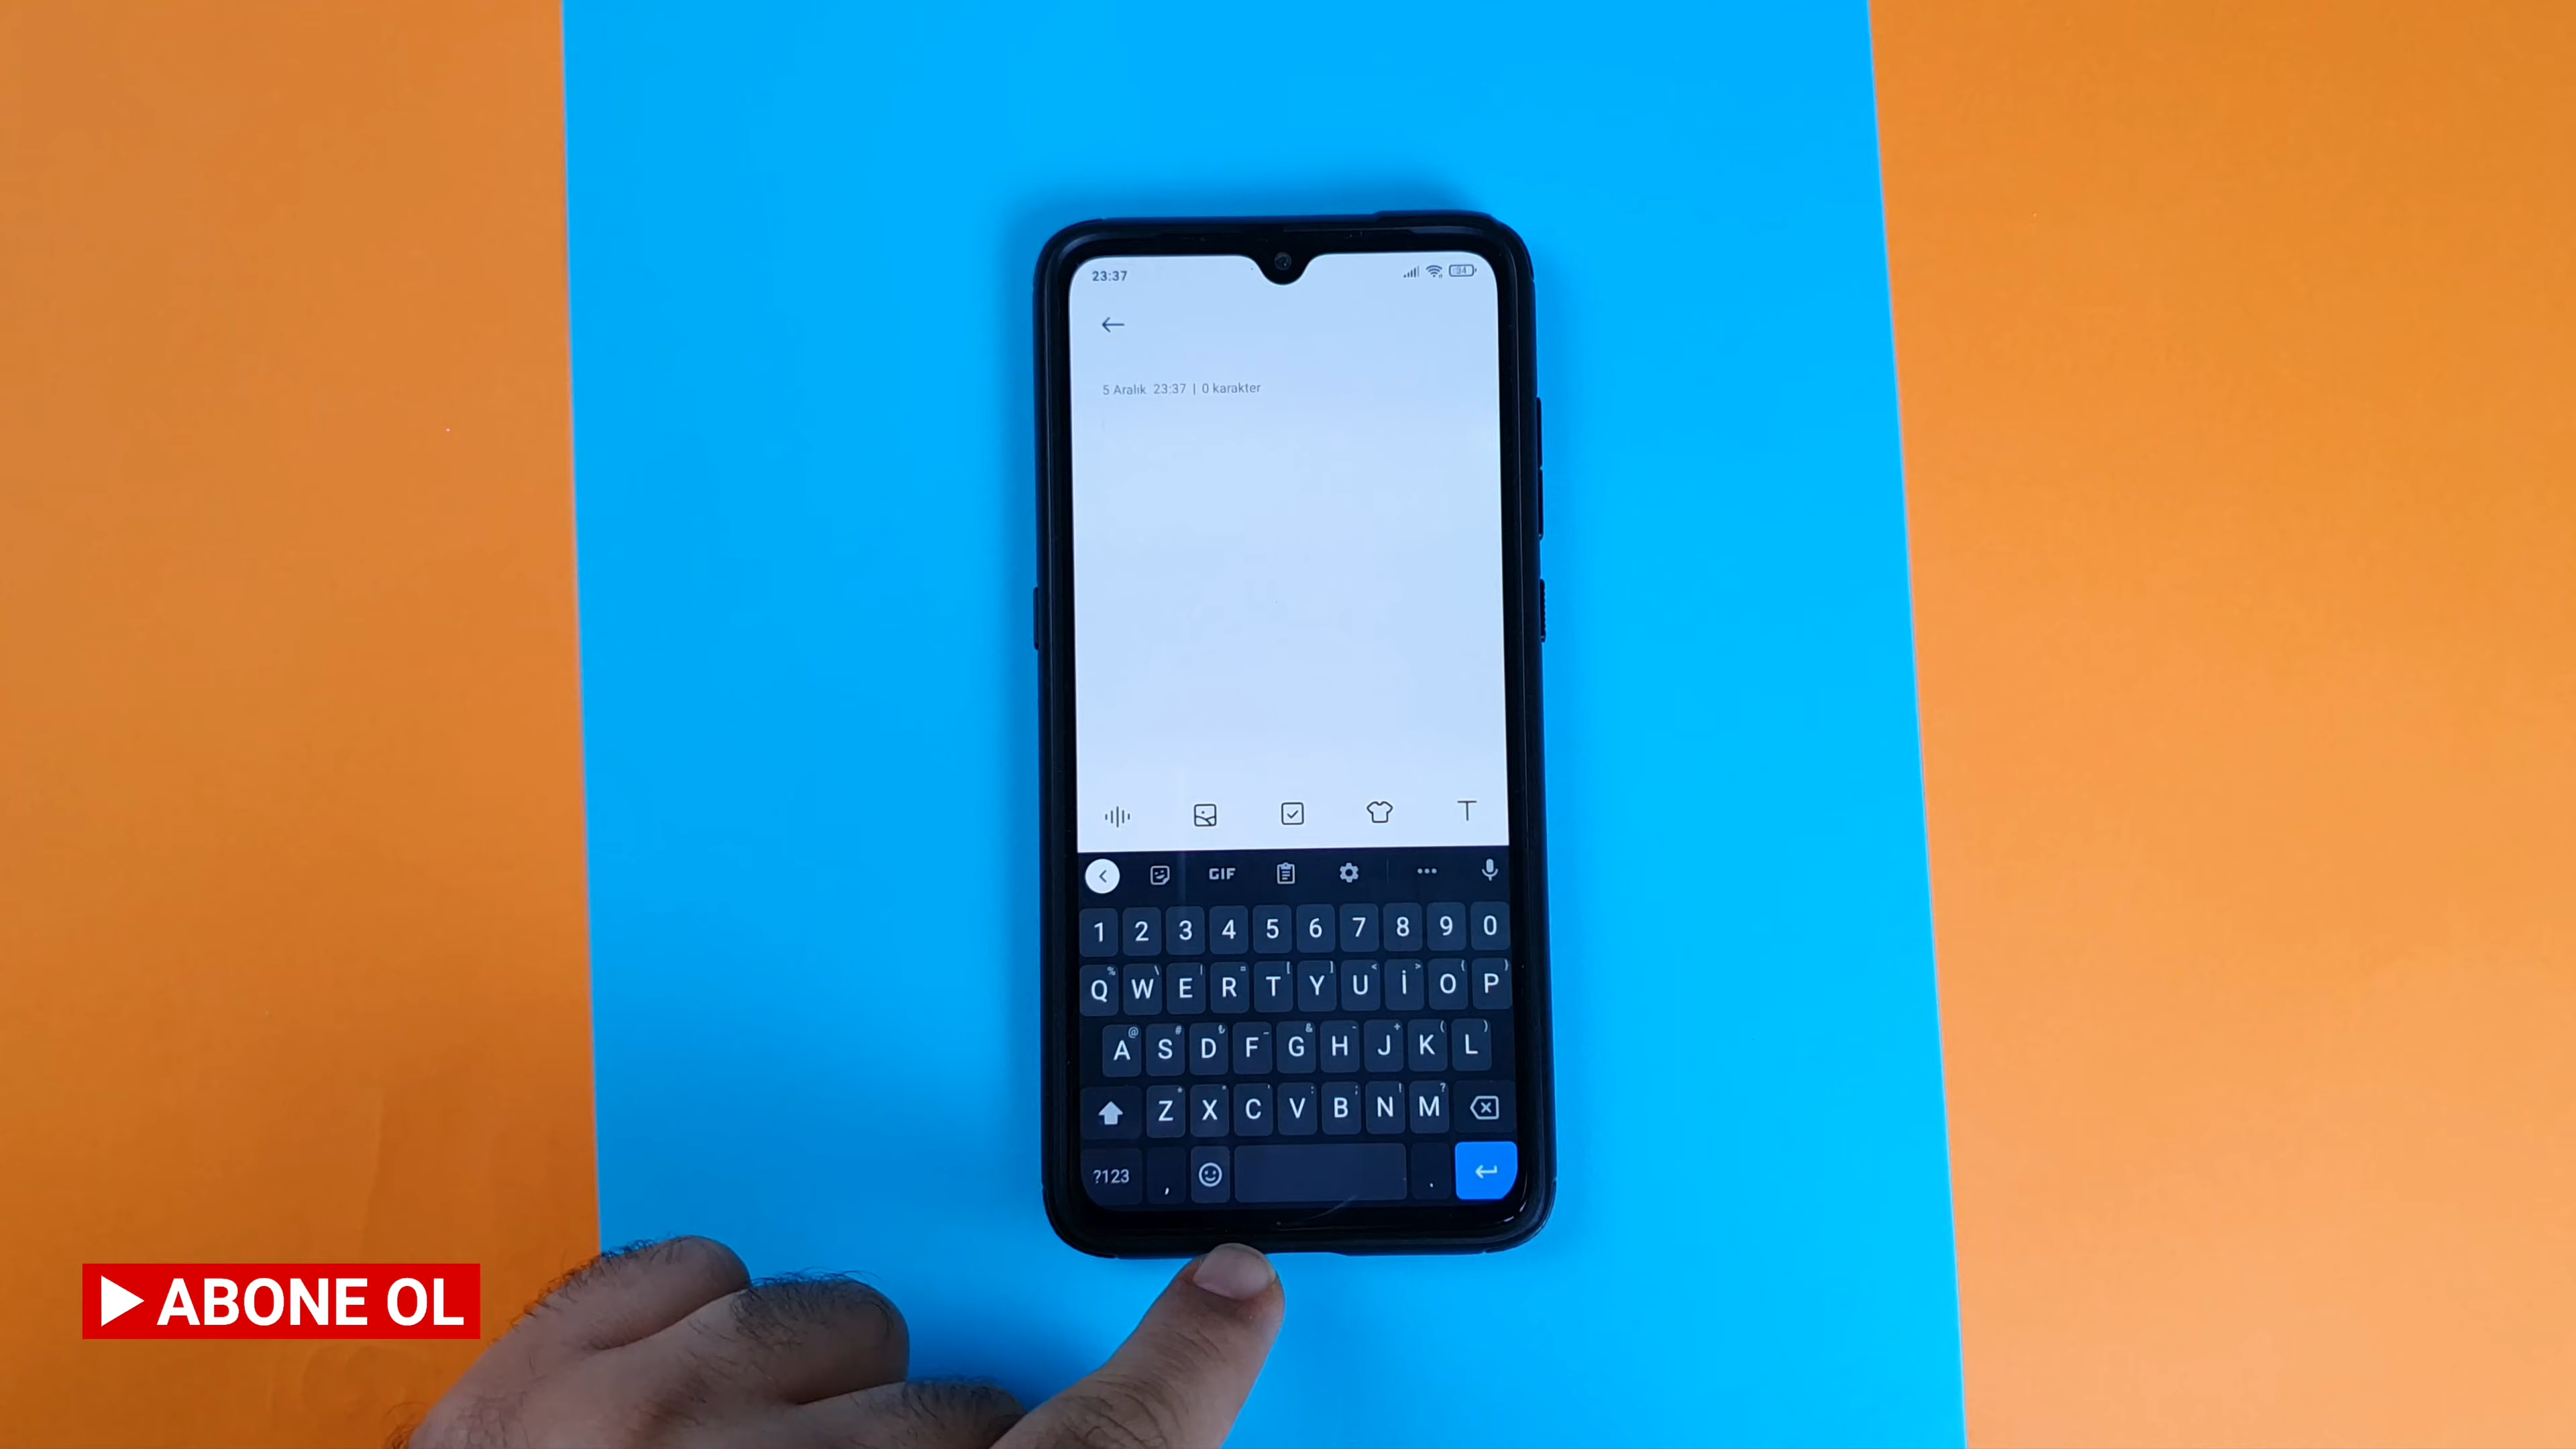 23:37
94
5 Aralık 23:37 | 0 karakter
T
GIF
1 2 3 4 5 6 7 8 9 0
Q W E R T Y U İ O P
A S D F G H J K L
Z X C V B N M
?123 , .
ABONE OL